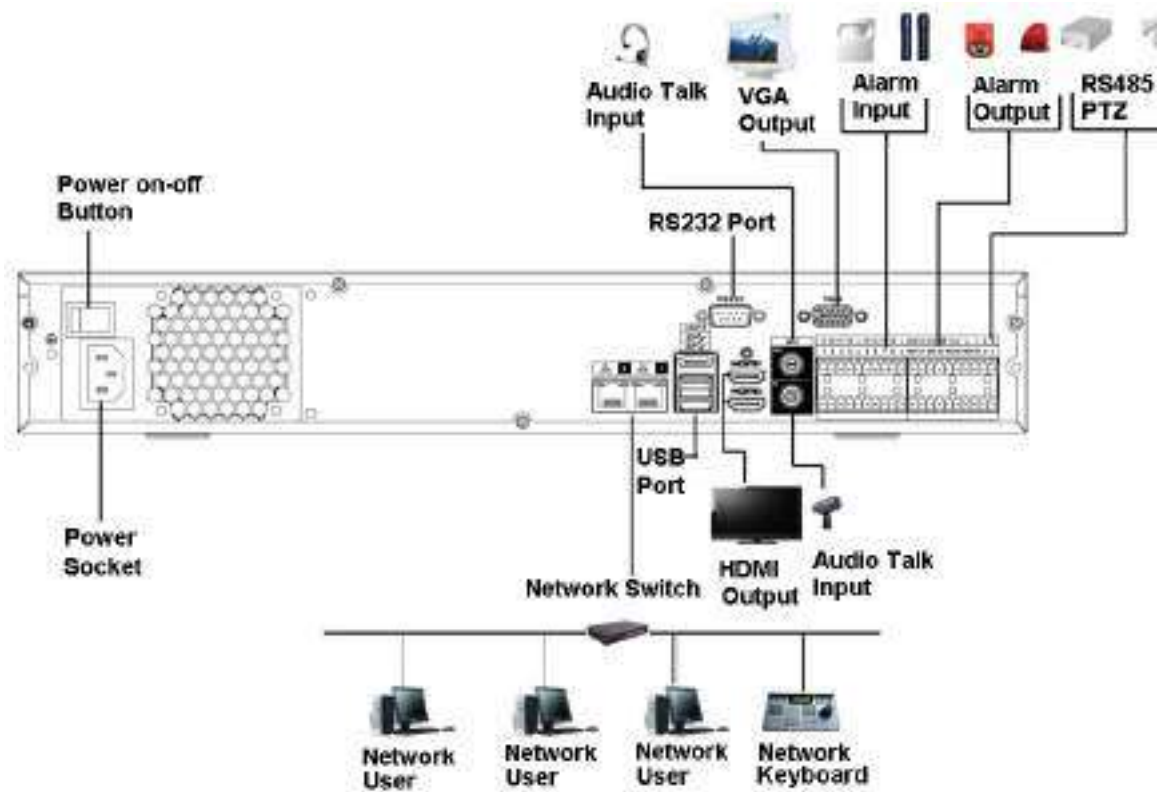 Audio Talk
Input
VGA
Output
Alarm
Input
Alarm
Output
RS485
PTZ
Power on-off
Button
RS232 Port
USB
Port
Power
Socket
HDMI
Output
Audio Talk
Input
Network Switch
Network
User
Network
User
Network
User
Network
Keyboard